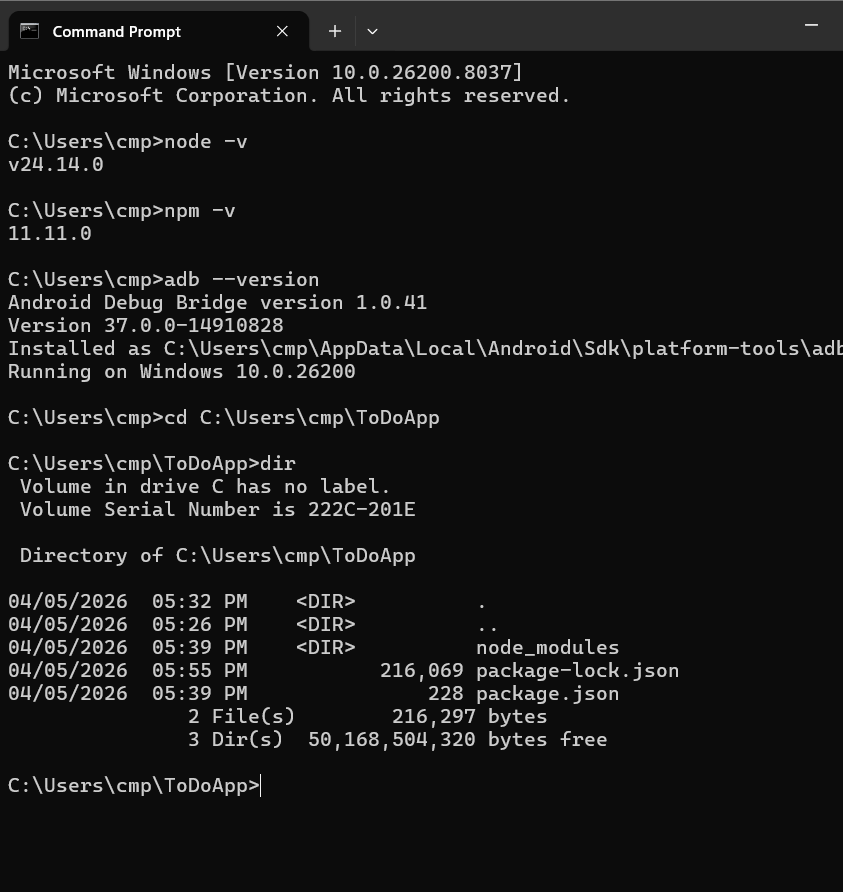 Command Prompt
Microsoft Windows [Version 10.0.26200.8037]
(c) Microsoft Corporation. All rights reserved.
C:\Users\cmp>node -v
v24.14.0
C:\Users\cmp>npm -v
11.11.0
C:\Users\cmp>adb --version
Android Debug Bridge version 1.0.41
Version 37.0.0-14910828
Installed as C:\Users\cmp\AppData\Local\Android\Sdk\platform-tools\adb
Running on Windows 10.0.26200
C:\Users\cmp>cd C:\Users\cmp\ToDoApp
C:\Users\cmp\ToDoApp>dir
 Volume in drive C has no label.
 Volume Serial Number is 222C-201E
 Directory of C:\Users\cmp\ToDoApp
04/05/2026  05:32 PM    <DIR>          .
04/05/2026  05:26 PM    <DIR>          ..
04/05/2026  05:39 PM    <DIR>          node_modules
04/05/2026  05:55 PM           216,069 package-lock.json
04/05/2026  05:39 PM               228 package.json
               2 File(s)        216,297 bytes
               3 Dir(s)  50,168,504,320 bytes free
C:\Users\cmp\ToDoApp>